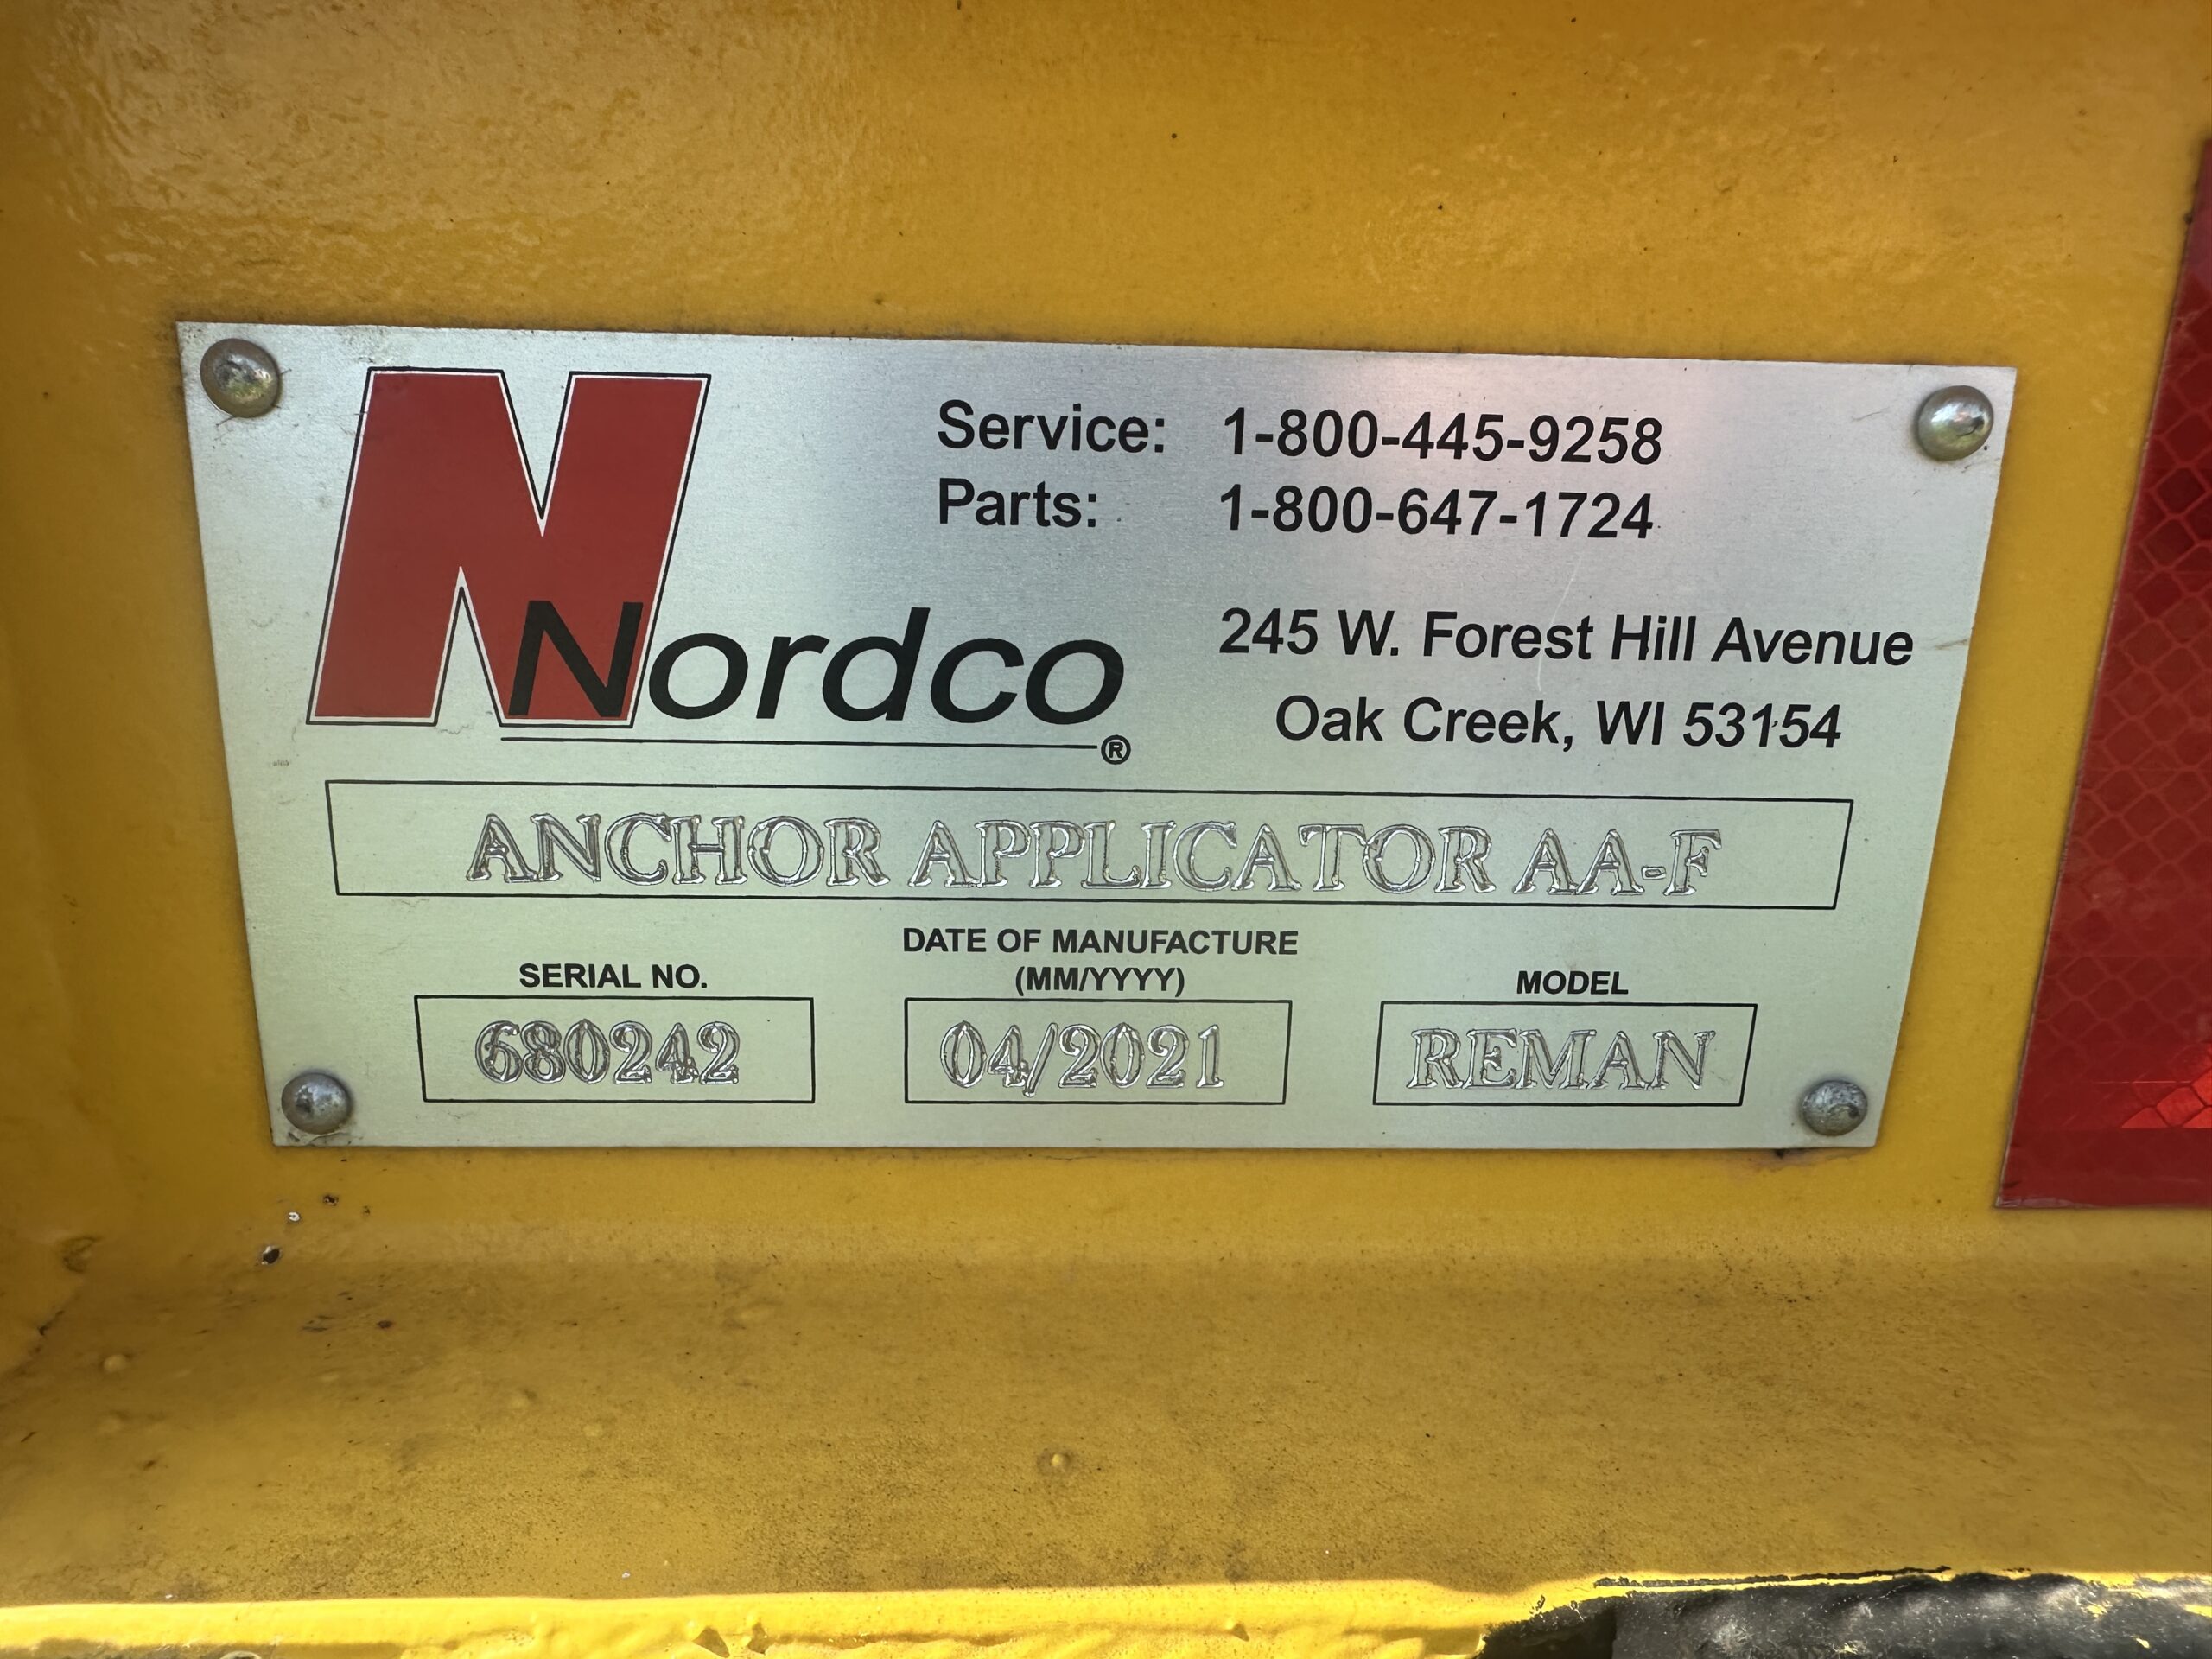 Nordco®
Service: 1-800-445-9258
Parts: 1-800-647-1724
245 W. Forest Hill Avenue
Oak Creek, WI 53154
ANCHOR APPLICATOR AA-F
SERIAL NO.
680242
DATE OF MANUFACTURE
(MM/YYYY)
04/2021
MODEL
REMAN